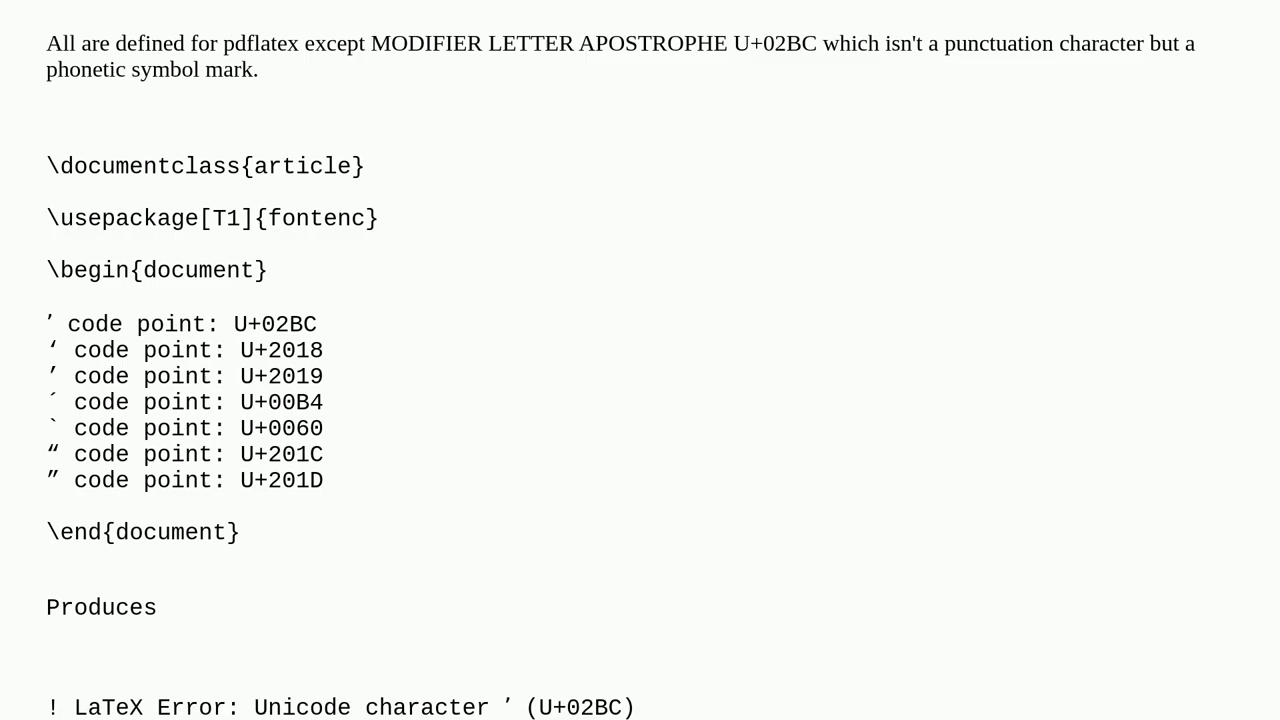 All are defined for pdflatex except MODIFIER LETTER APOSTROPHE U+02BC which isn't a punctuation character but a
phonetic symbol mark.
\documentclass{article}
\usepackage[T1]{fontenc}
\begin{document}
ʼ code point: U+02BC
‘ code point: U+2018
’ code point: U+2019
´ code point: U+00B4
` code point: U+0060
“ code point: U+201C
” code point: U+201D
\end{document}
Produces
! LaTeX Error: Unicode character ʼ (U+02BC)